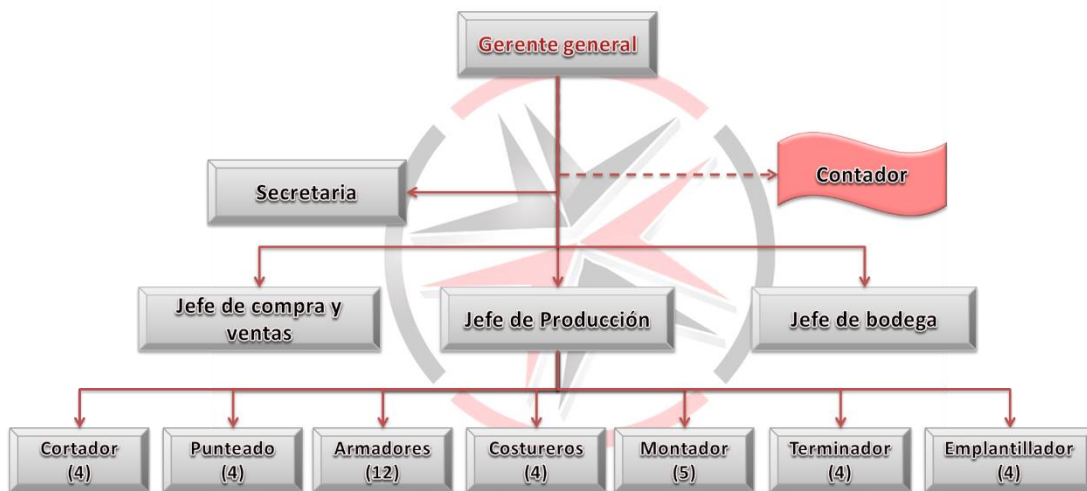 Gerente general
Secretaria
Contador
Jefe de compra y
ventas
Jefe de Producción
Jefe de bodega
Cortador
(4)
Punteado
(4)
Armadores
(12)
Costureros
(4)
Montador
(5)
Terminador
(4)
Emplantillador
(4)